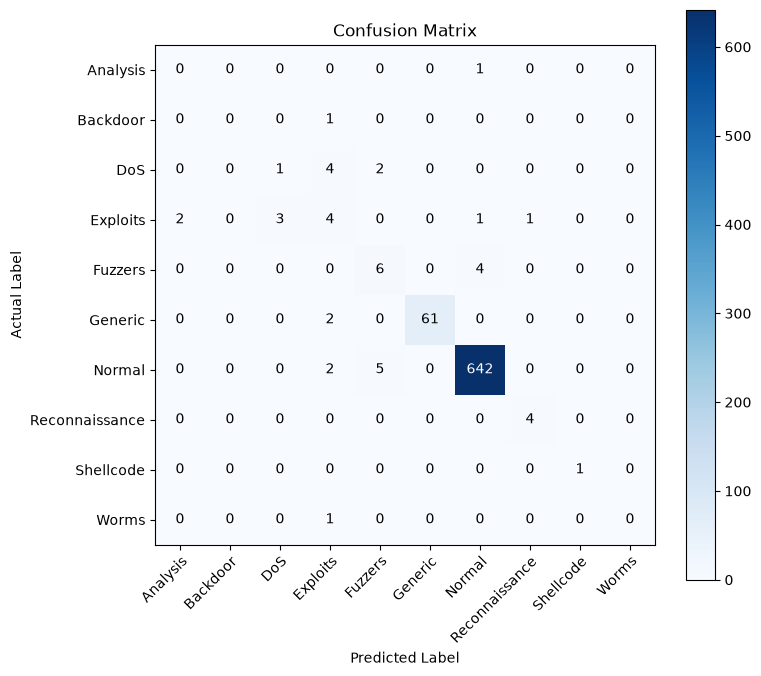 Confusion Matrix
Actual Label
Analysis 0 0 0 0 0 0 1 0 0 0
Backdoor 0 0 0 1 0 0 0 0 0 0
DoS 0 0 1 4 2 0 0 0 0 0
Exploits 2 0 3 4 0 0 1 1 0 0
Fuzzers 0 0 0 0 6 0 4 0 0 0
Generic 0 0 0 2 0 61 0 0 0 0
Normal 0 0 0 2 5 0 642 0 0 0
Reconnaissance 0 0 0 0 0 0 0 4 0 0
Shellcode 0 0 0 0 0 0 0 0 1 0
Worms 0 0 0 1 0 0 0 0 0 0
Analysis Backdoor DoS Exploits Fuzzers Generic Normal Reconnaissance Shellcode Worms
Predicted Label
600
500
400
300
200
100
0